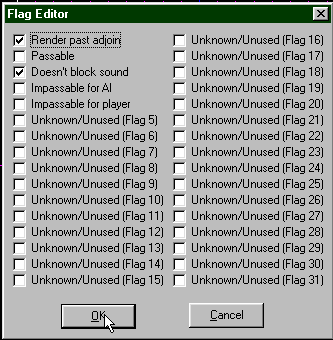 Flag Editor
Render past adjoin
Passable
Doesn't block sound
Impassable for AI
Impassable for player
Unknown/Unused (Flag 5)
Unknown/Unused (Flag 6)
Unknown/Unused (Flag 7)
Unknown/Unused (Flag 8)
Unknown/Unused (Flag 9)
Unknown/Unused (Flag 10)
Unknown/Unused (Flag 11)
Unknown/Unused (Flag 12)
Unknown/Unused (Flag 13)
Unknown/Unused (Flag 14)
Unknown/Unused (Flag 15)
Unknown/Unused (Flag 16)
Unknown/Unused (Flag 17)
Unknown/Unused (Flag 18)
Unknown/Unused (Flag 19)
Unknown/Unused (Flag 20)
Unknown/Unused (Flag 21)
Unknown/Unused (Flag 22)
Unknown/Unused (Flag 23)
Unknown/Unused (Flag 24)
Unknown/Unused (Flag 25)
Unknown/Unused (Flag 26)
Unknown/Unused (Flag 27)
Unknown/Unused (Flag 28)
Unknown/Unused (Flag 29)
Unknown/Unused (Flag 30)
Unknown/Unused (Flag 31)
OK
Cancel